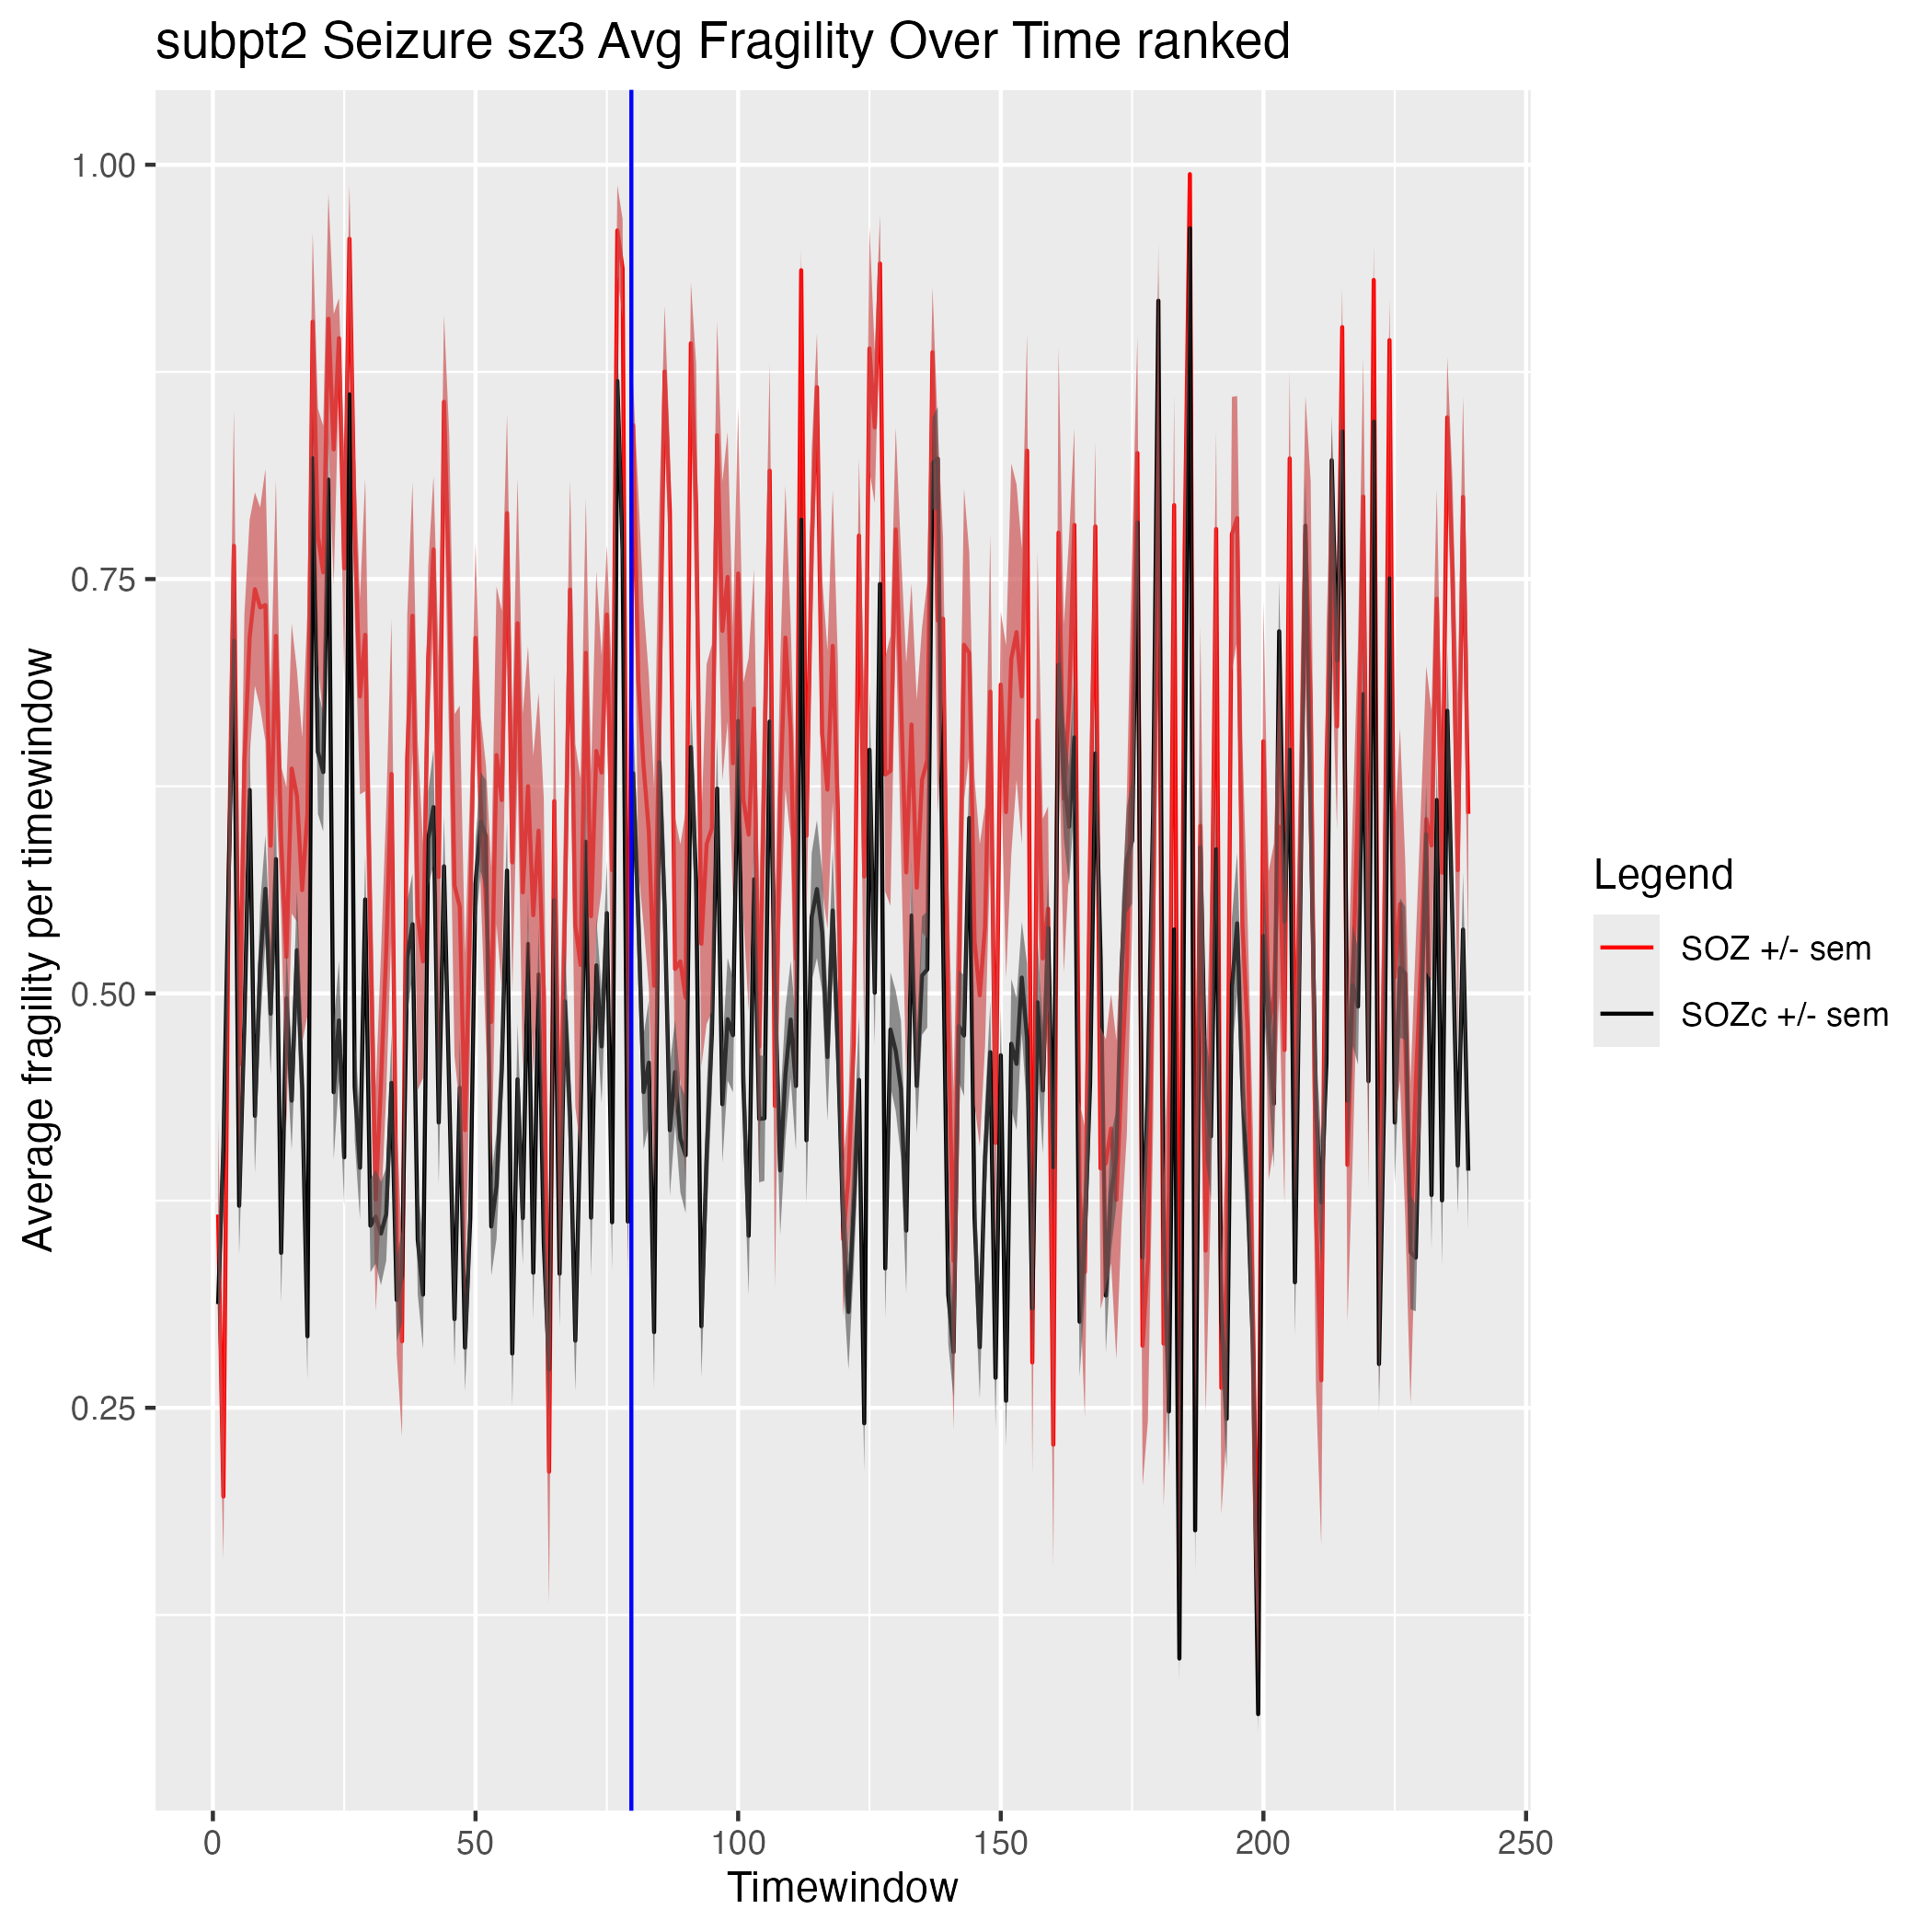 subpt2 Seizure sz3 Avg Fragility Over Time ranked
1.00
0.75
0.50
0.25
Average fragility per timewindow
0 50 100 150 200 250
Timewindow
Legend
SOZ +/- sem
SOZc +/- sem